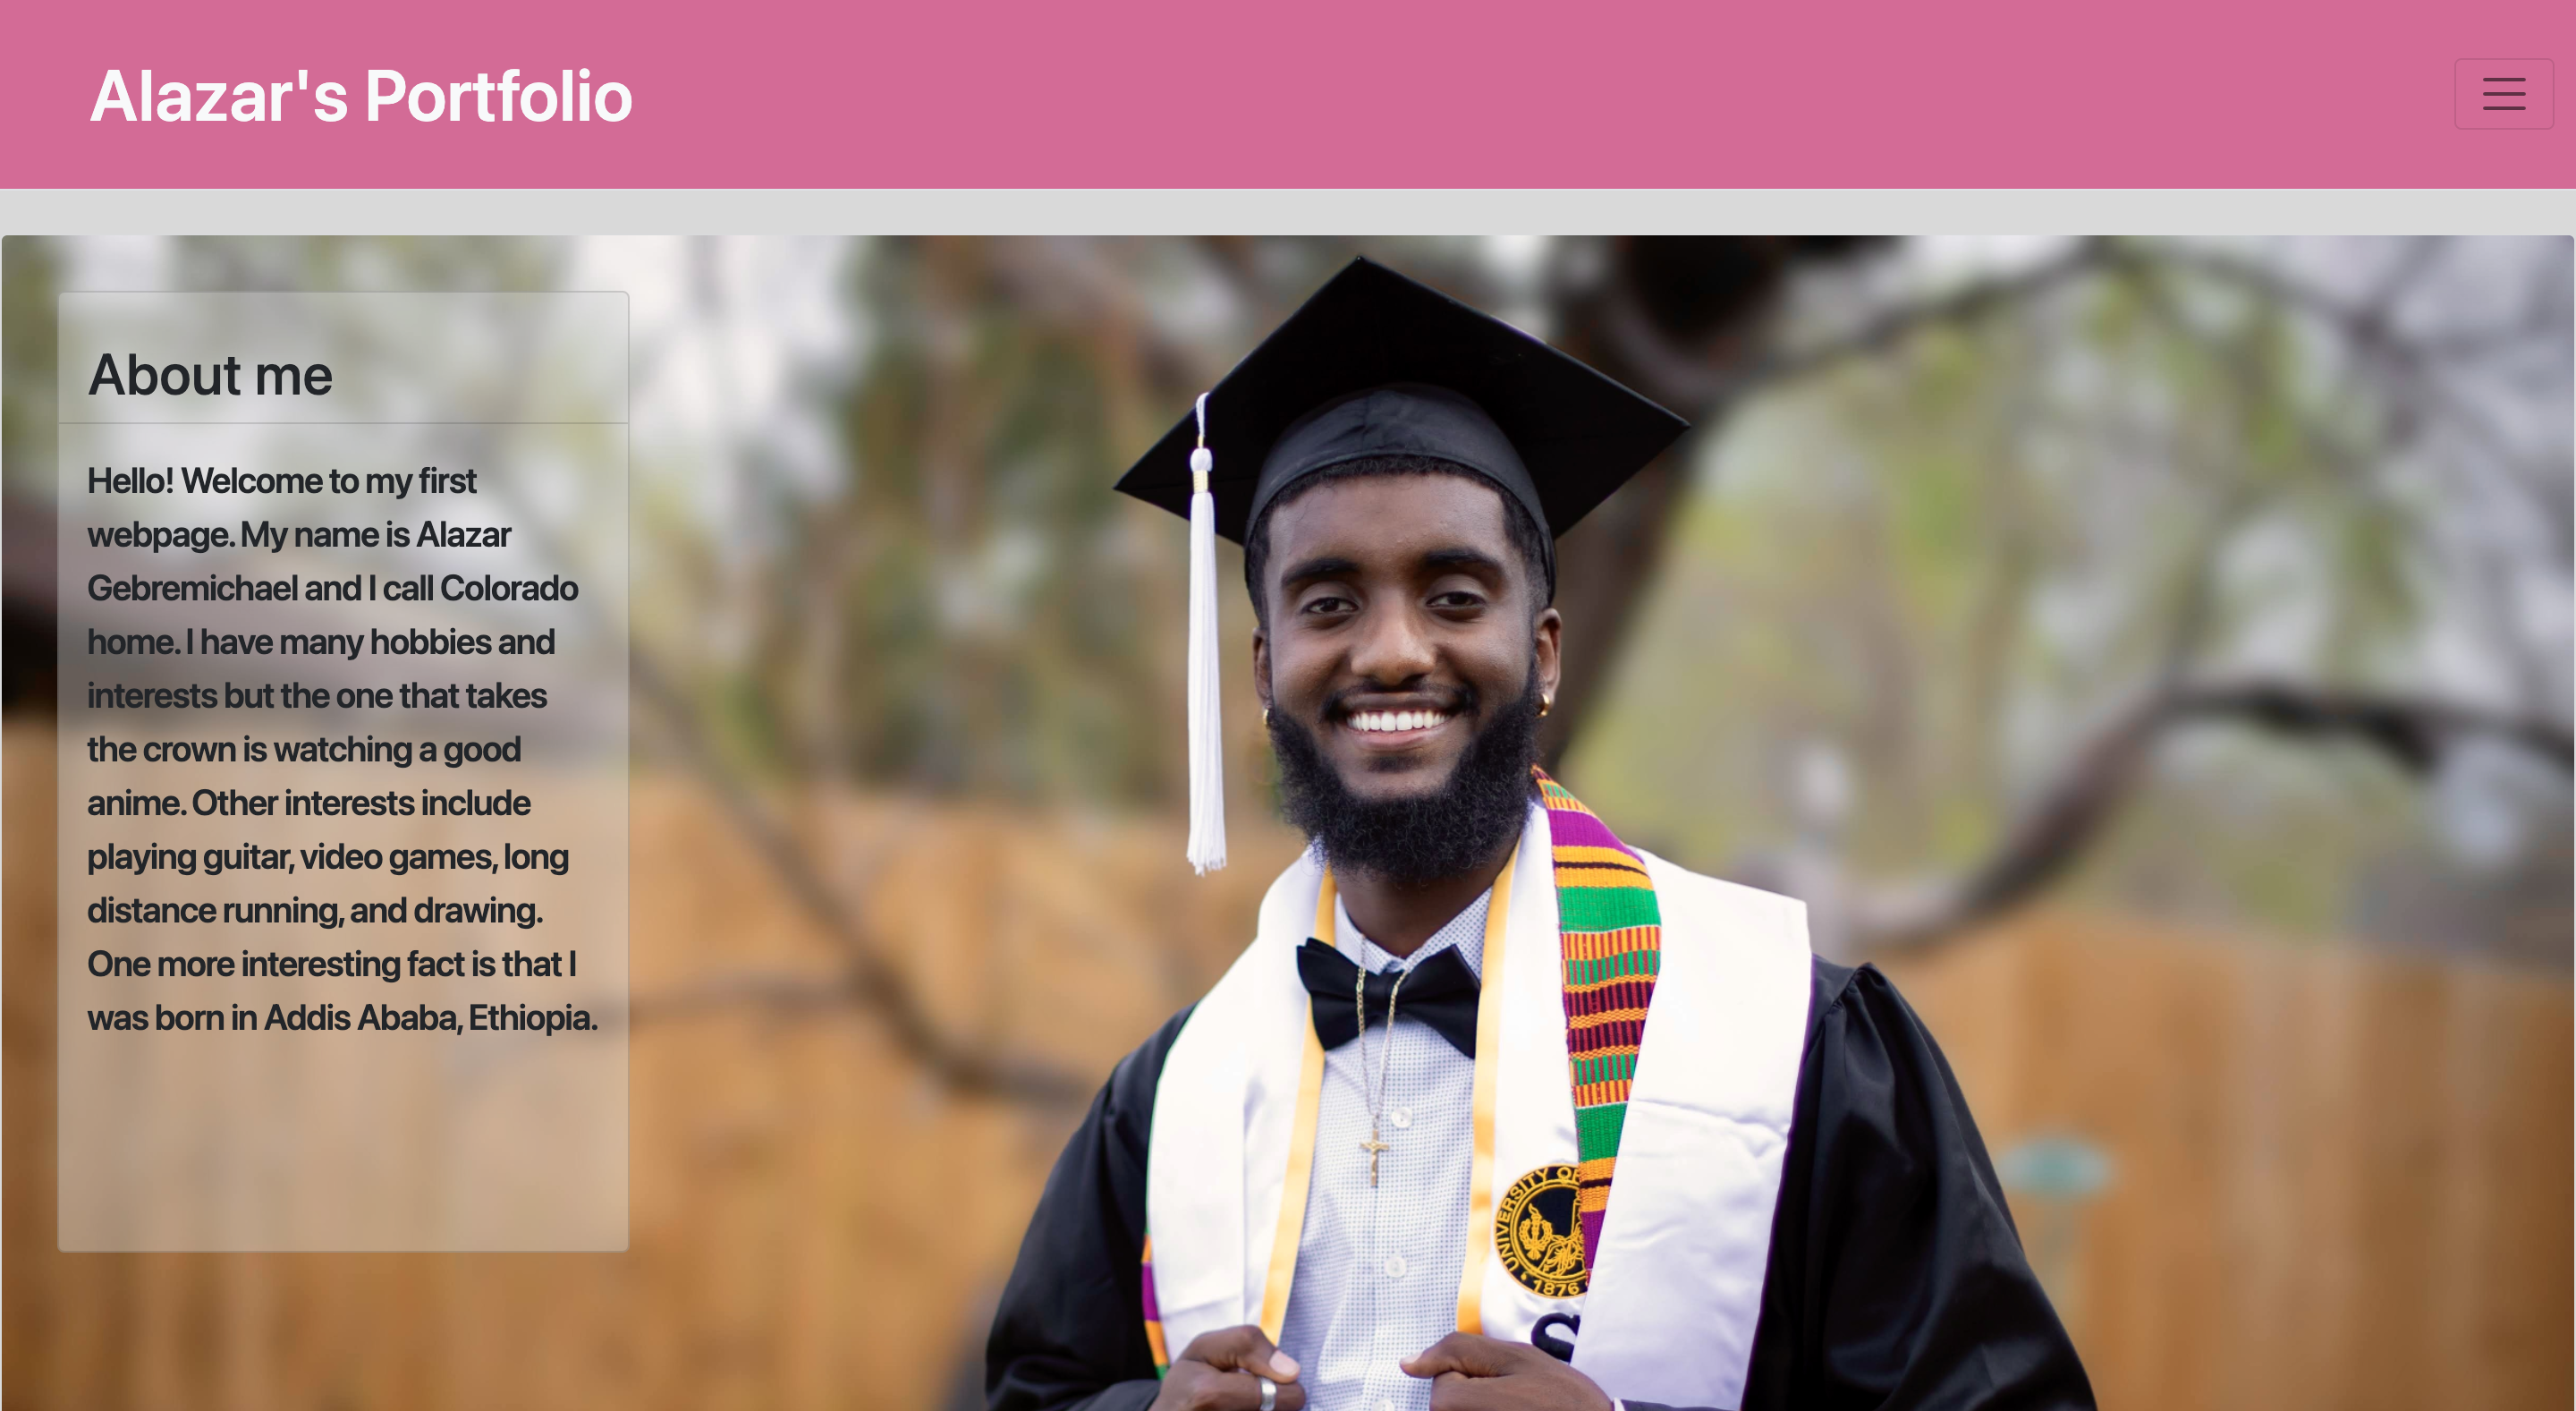 Alazar's Portfolio
About me
Hello! Welcome to my first
webpage. My name is Alazar
Gebremichael and I call Colorado
home. I have many hobbies and
interests but the one that takes
the crown is watching a good
anime. Other interests include
playing guitar, video games, long
distance running, and drawing.
One more interesting fact is that I
was born in Addis Ababa, Ethiopia.
UNIVERSITY OF
1876